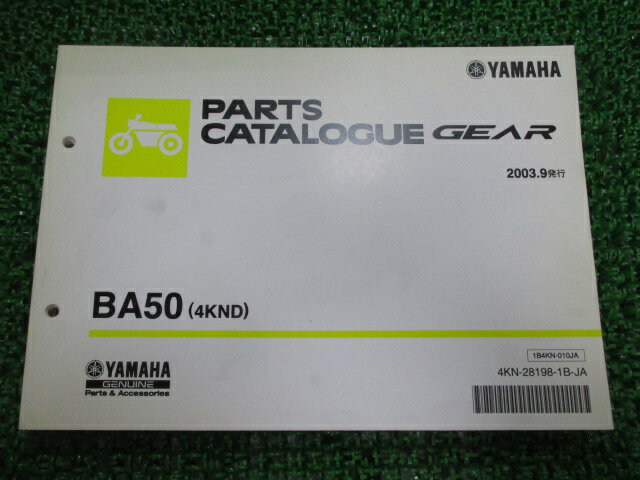 YAMAHA
PARTS
CATALOGUE GEAR
2003.9発行
BA50 (4KND)
YAMAHA
GENUINE
Parts & Accessories
1B4KN-010JA
4KN-28198-1B-JA